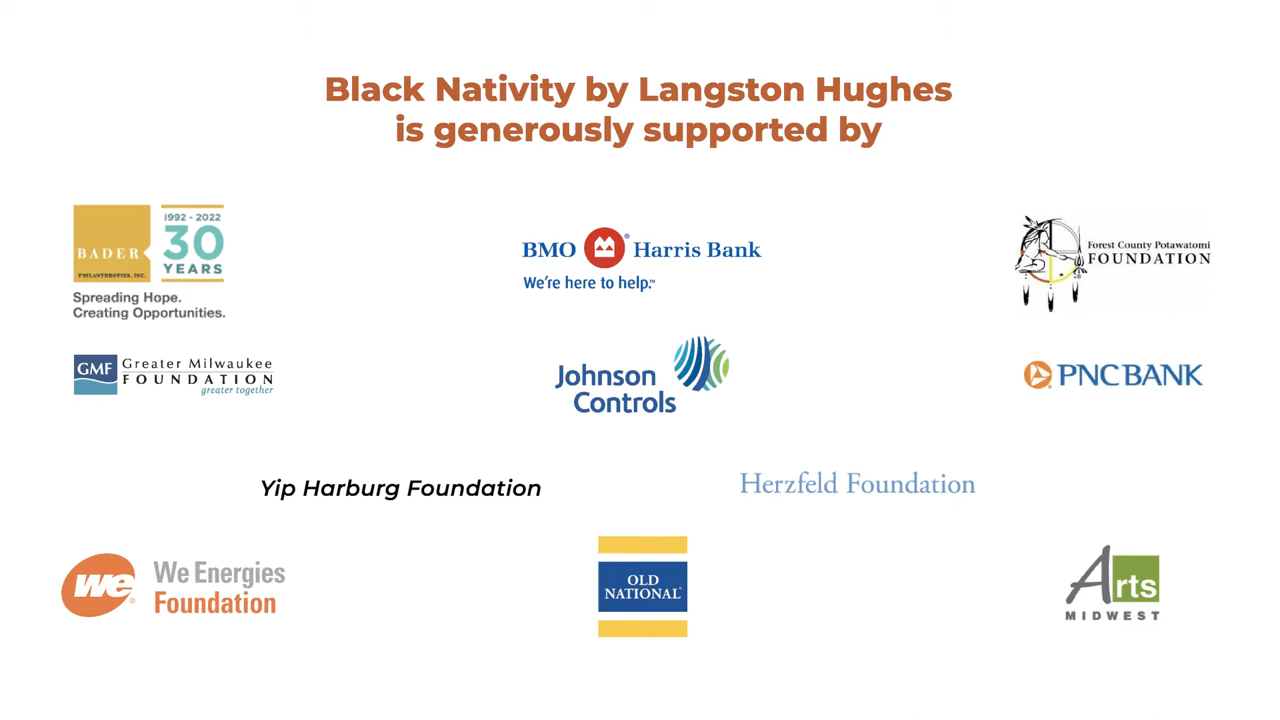 Black Nativity by Langston Hughes
is generously supported by
BADER
PHILANTHROPIES, INC.
1992 - 2022
30
YEARS
Spreading Hope.
Creating Opportunities.
BMO Harris Bank
We're here to help.™
Forest County Potawatomi
FOUNDATION
GMF
Greater Milwaukee
FOUNDATION
greater together
Johnson
Controls
PNC BANK
Yip Harburg Foundation
Herzfeld Foundation
we
We Energies
Foundation
OLD
NATIONAL
Arts
MIDWEST